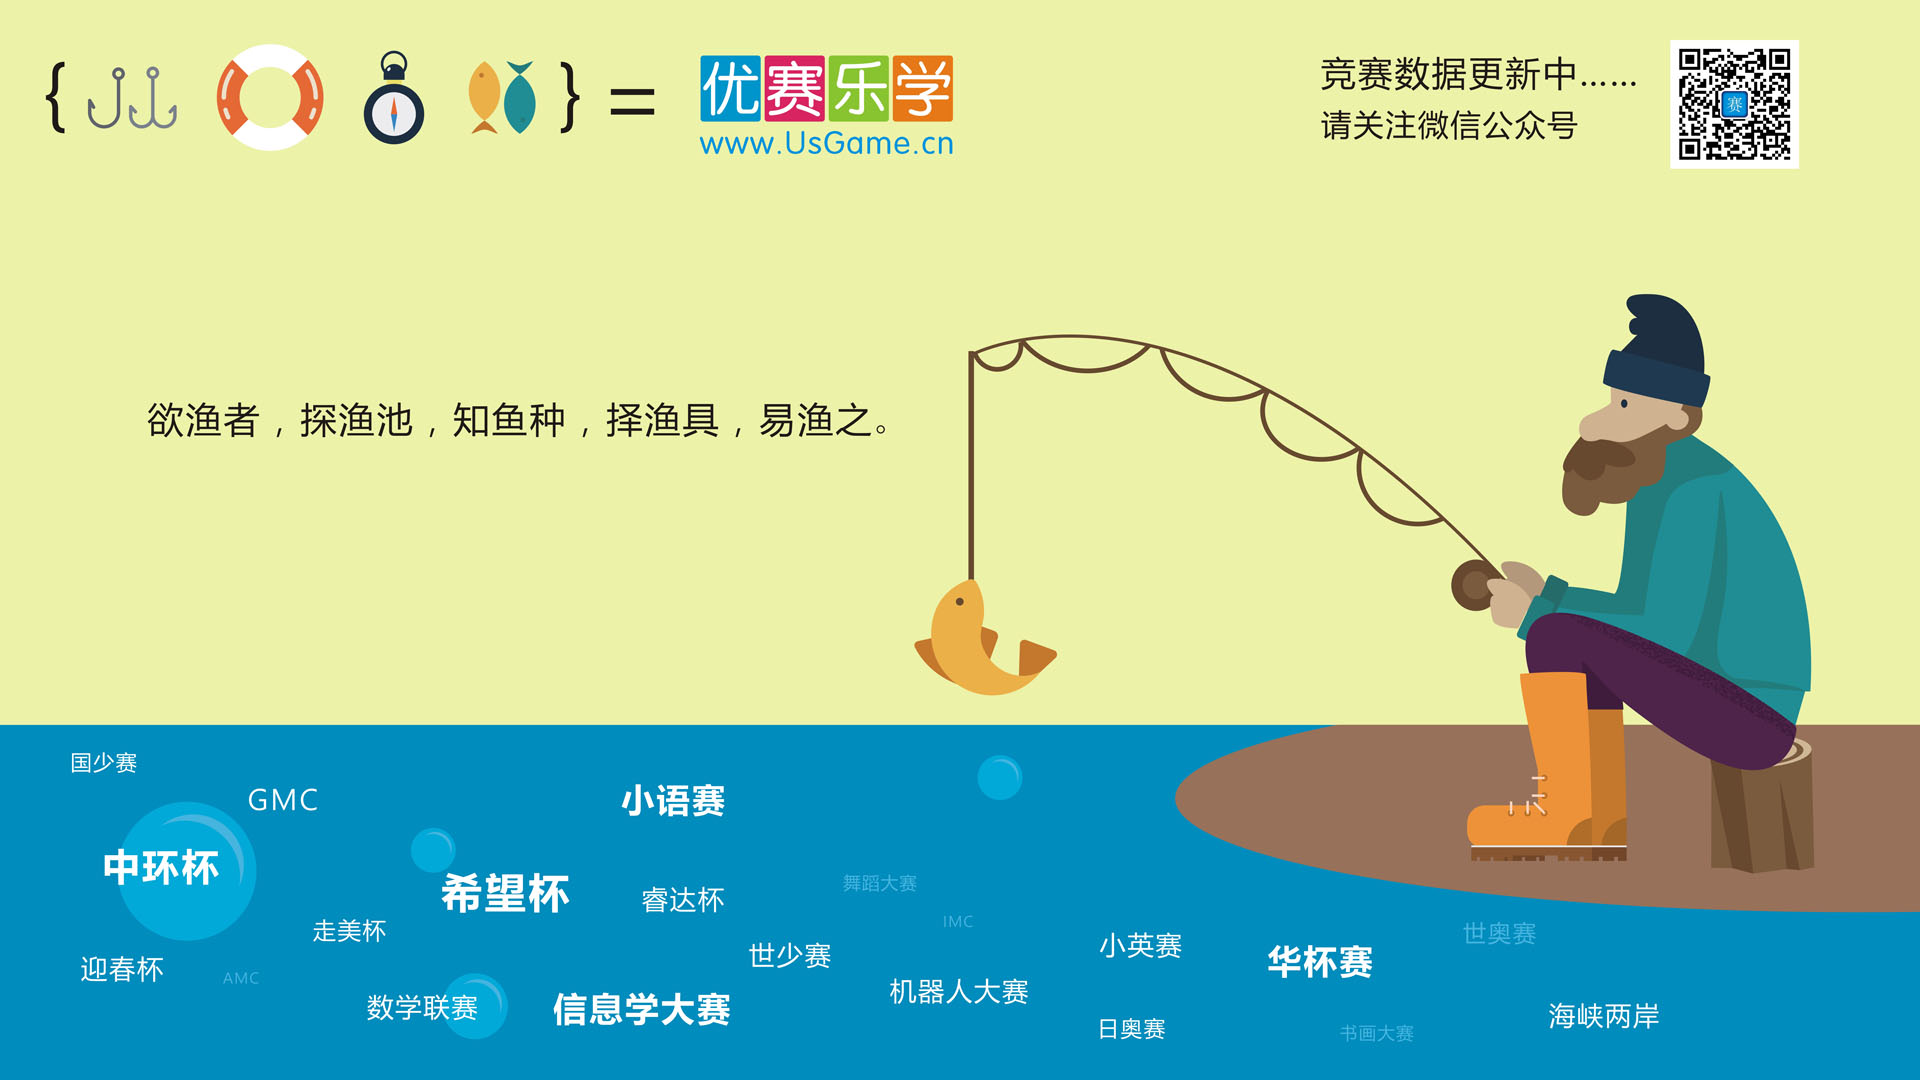 { } = 优赛乐学
www.UsGame.cn
竞赛数据更新中……
请关注微信公众号
赛
欲渔者，探渔池，知鱼种，择渔具，易渔之。
国少赛
GMC
小语赛
中环杯
希望杯
睿达杯
舞蹈大赛
IMC
走美杯
迎春杯
AMC
世少赛
小英赛
华杯赛
世奥赛
数学联赛
信息学大赛
机器人大赛
日奥赛
书画大赛
海峡两岸